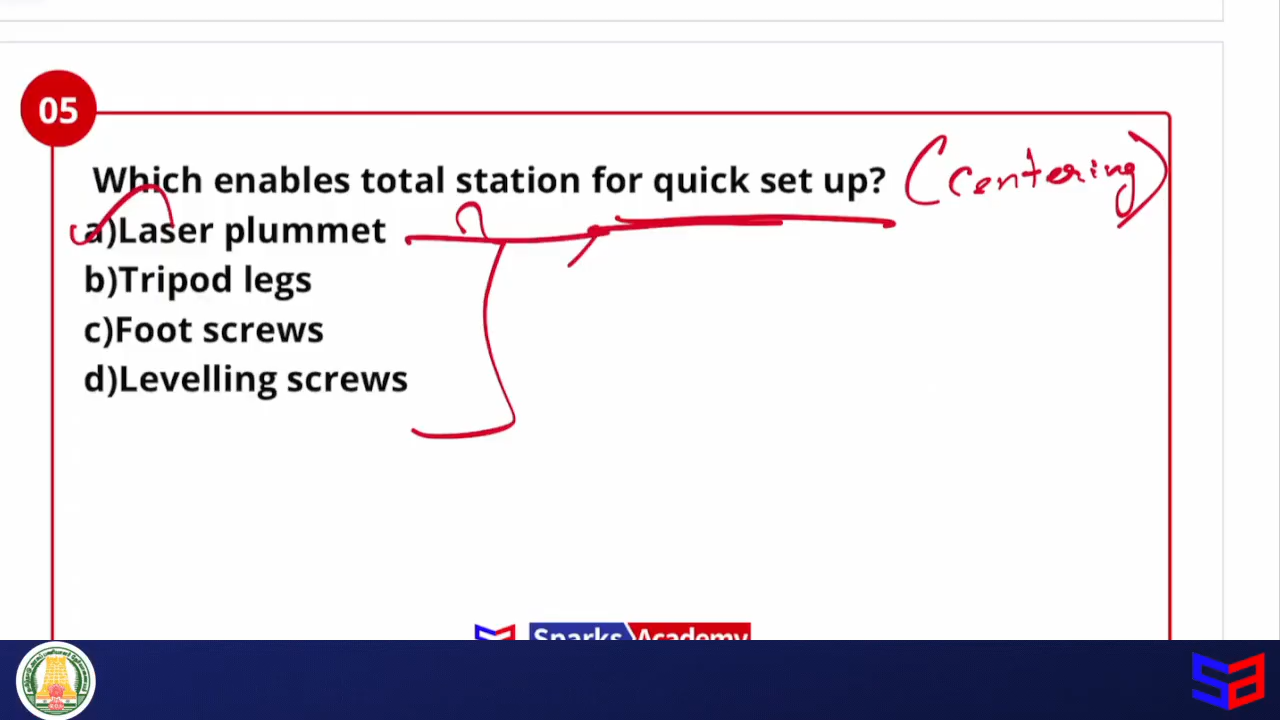 05
Which enables total station for quick set up? (Centering)
a)Laser plummet
b)Tripod legs
c)Foot screws
d)Levelling screws
Sparks Academy
SA